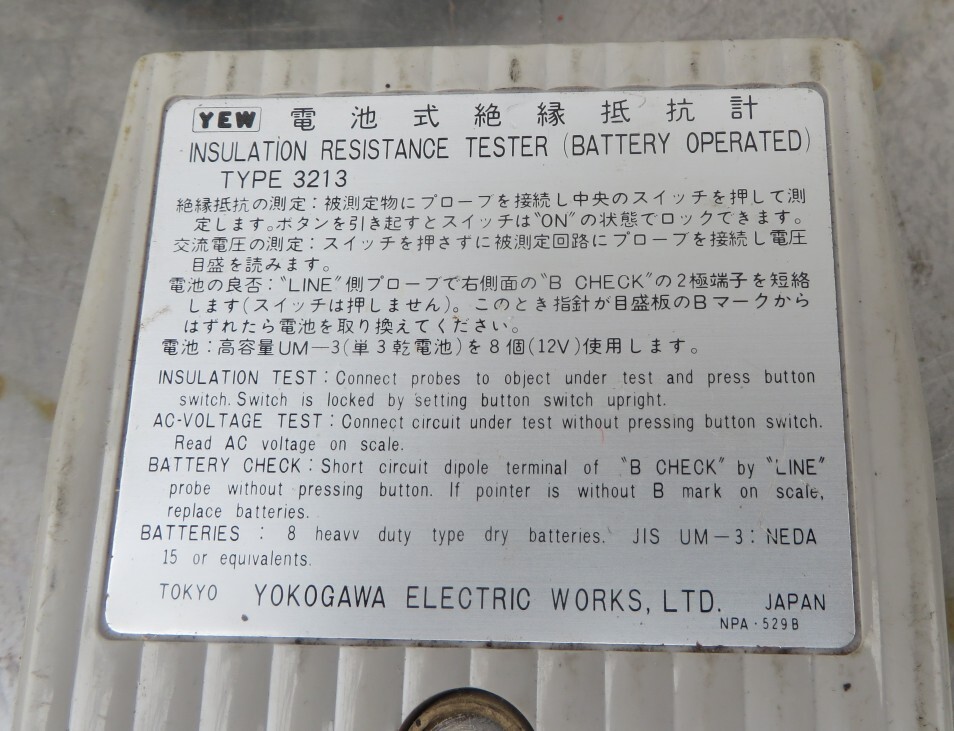 YEW 電池式絶縁抵抗計
INSULATION RESISTANCE TESTER (BATTERY OPERATED)
TYPE 3213
絶縁抵抗の測定：被測定物にプローブを接続し中央のスイッチを押して測
定します。ボタンを引き起すとスイッチは“ON”の状態でロックできます。
交流電圧の測定：スイッチを押さずに被測定回路にプローブを接続し電圧
目盛を読みます。
電池の良否：“LINE”側プローブで右側面の“B CHECK”の2極端子を短絡
します(スイッチは押しません)。このとき指針が目盛板のBマークから
はずれたら電池を取り換えてください。
電池：高容量UM—3(単3乾電池)を8個(12V)使用します。
INSULATION TEST : Connect probes to object under test and press button
switch. Switch is locked by setting button switch upright.
AC-VOLTAGE TEST : Connect circuit under test without pressing button switch.
Read AC voltage on scale.
BATTERY CHECK : Short circuit dipole terminal of “B CHECK” by “LINE”
probe without pressing button. If pointer is without B mark on scale,
replace batteries.
BATTERIES : 8 heavy duty type dry batteries. JIS UM—3 : NEDA
15 or equivalents.
TOKYO YOKOGAWA ELECTRIC WORKS, LTD. JAPAN
NPA・529B